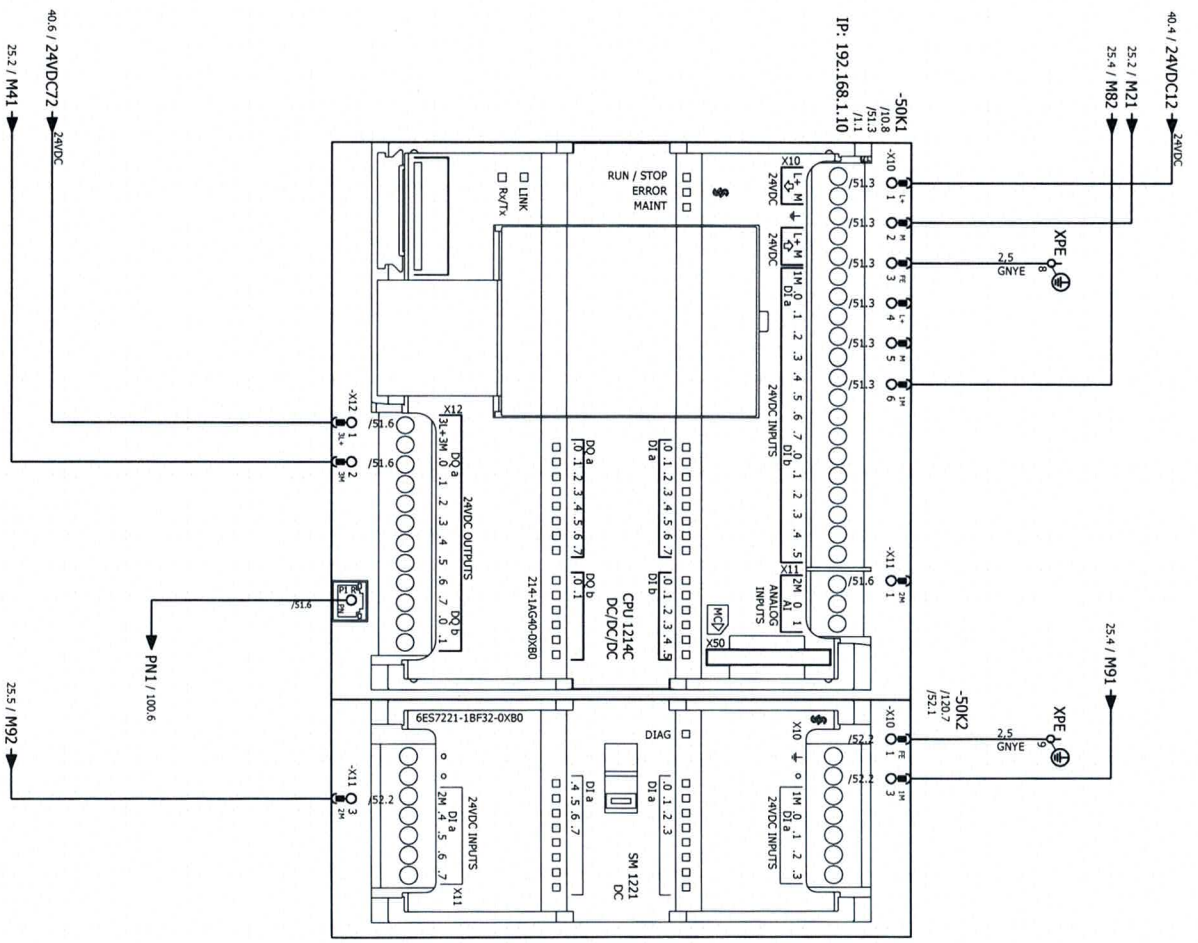 40.4 / 24VDC12
24VDC
25.2 / M21
25.4 / M82
40.6 / 24VDC72
24VDC
25.2 / M41
IP: 192.168.1.10
-50K1
/10.8
/51.3
/1.1
-X10
/51.3 1 L+
/51.3 2 M
/51.3 3 FE
/51.3 4 L+
/51.3 5 M
/51.3 6 1M
XPE
8
2,5
GNYE
X10
L+ M
24VDC
L+ M
24VDC
1M .0 .1 .2 .3 .4 .5 .6 .7 .0 .1 .2 .3 .4 .5
DI a
DI b
24VDC INPUTS
-X11
/51.6 1 2M
X11
2M 0 1
AI
ANALOG
INPUTS
MC
X50
RUN / STOP
ERROR
MAINT
LINK
Rx/Tx
DI a
.0 .1 .2 .3 .4 .5 .6 .7
DI b
.0 .1 .2 .3 .4 .5
CPU 1214C
DC/DC/DC
DQ a
.0 .1 .2 .3 .4 .5 .6 .7
DQ b
.0 .1
214-1AG40-0XB0
X12
3L+3M .0 .1 .2 .3 .4 .5 .6 .7 .0 .1
DQ a
DQ b
24VDC OUTPUTS
-X12
/51.6 1 3L+
/51.6 2 3M
P1 R
PN
/51.6
PN1 / 100.6
25.4 / M91
-50K2
/120.7
/52.1
XPE
9
2,5
GNYE
-X10
/52.2 1 FE
/52.2 3 1M
X10
1M .0 .1 .2 .3
DI a
24VDC INPUTS
DIAG
DI a
.0 .1 .2 .3
SM 1221
DC
DI a
.4 .5 .6 .7
6ES7221-1BF32-0XB0
24VDC INPUTS
DI a
2M .4 .5 .6 .7
X11
-X11
/52.2 3 2M
25.5 / M92